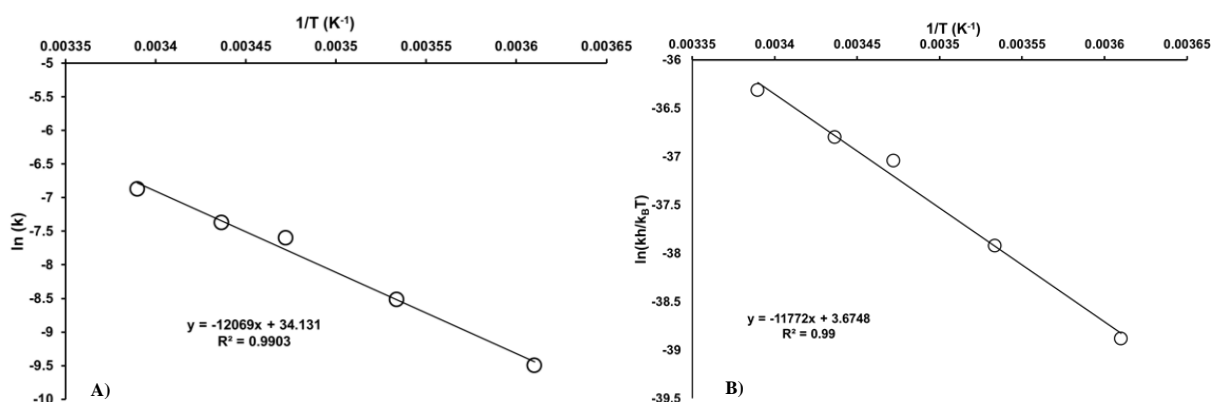 1/T (K⁻¹)
0.00335 0.0034 0.00345 0.0035 0.00355 0.0036 0.00365
-5
-5.5
-6
-6.5
-7
-7.5
-8
-8.5
-9
-9.5
-10
ln (k)
y = -12069x + 34.131
R² = 0.9903
A)
1/T (K⁻¹)
0.00335 0.0034 0.00345 0.0035 0.00355 0.0036 0.00365
-36
-36.5
-37
-37.5
-38
-38.5
-39
-39.5
ln(kh/k_BT)
y = -11772x + 3.6748
R² = 0.99
B)